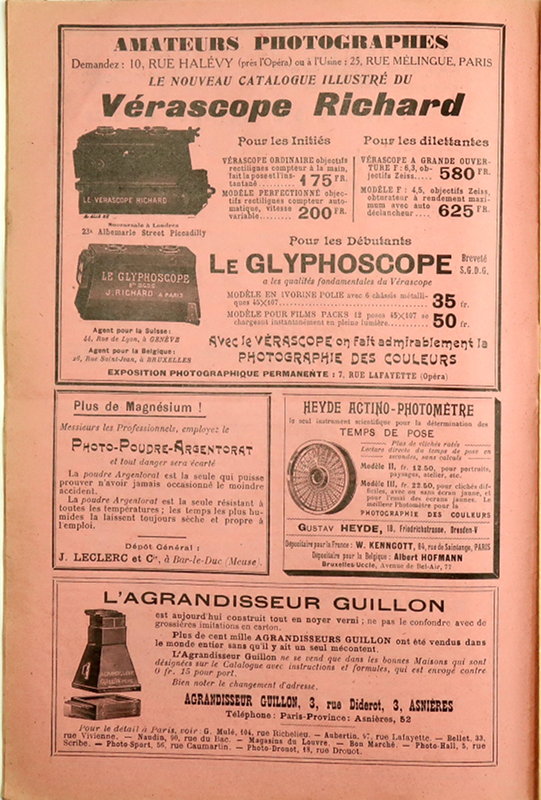 AMATEURS PHOTOGRAPHES
Demandez : 10, RUE HALÉVY (près l'Opéra) ou à l'Usine : 25, RUE MÉLINGUE, PARIS
LE NOUVEAU CATALOGUE ILLUSTRÉ DU
Vérascope Richard
LE VÉRASCOPE RICHARD
Succursale à Londres
23A Albemarle Street Piccadilly
Pour les Initiés
VÉRASCOPE ORDINAIRE objectifs
rectilignes compteur à la main,
fait la pose et l'ins-
tantané 175 FR.
MODÈLE PERFECTIONNÉ objec-
tifs rectilignes compteur auto-
matique, vitesse
variable 200 FR.
Pour les dilettantes
VÉRASCOPE A GRANDE OUVER-
TURE F : 6,3, ob-
jectifs Zeiss 580 FR.
MODÈLE F : 4,5, objectifs Zeiss,
obturateur à rendement maxi-
mum avec auto
déclancheur 625 FR.
LE GLYPHOSCOPE
J. RICHARD A PARIS
Agent pour la Suisse :
44, Rue de Lyon, à GENÈVE
Agent pour la Belgique :
26, Rue Saint-Jean, à BRUXELLES
Pour les Débutants
LE GLYPHOSCOPE Breveté
S.G.D.G.
a les qualités fondamentales du Vérascope
MODÈLE EN IVORINE POLIE avec 6 châssis métalli-
ques 45×107 35 fr.
MODÈLE POUR FILMS PACKS 12 poses 45×107 se
chargeant instantanément en pleine lumière 50 fr.
Avec le VÉRASCOPE on fait admirablement la
PHOTOGRAPHIE DES COULEURS
EXPOSITION PHOTOGRAPHIQUE PERMANENTE : 7, RUE LAFAYETTE (Opéra)
Plus de Magnésium !
Messieurs les Professionnels, employez le
PHOTO-POUDRE-ARGENTORAT
et tout danger sera écarté
La poudre Argentorat est la seule qui puisse
prouver n'avoir jamais occasionné le moindre
accident.
La poudre Argentorat est la seule résistant à
toutes les températures ; les temps les plus hu-
mides la laissent toujours sèche et propre à
l'emploi.
Dépôt Général :
J. LECLERC et Cie, à Bar-le-Duc (Meuse).
HEYDE ACTINO-PHOTOMÈTRE
le seul instrument scientifique pour la détermination des
TEMPS DE POSE
Plus de clichés ratés
Lecture directe du temps de pose en
secondes, sans calculs
Modèle II, fr. 12.50, pour portraits,
paysages, atelier, etc.
Modèle III, fr. 22.50, pour clichés dif-
ficiles, avec ou sans écran jaune, et
pour l'essai des écrans jaunes. Le
meilleur Photomètre pour la
PHOTOGRAPHIE DES COULEURS
GUSTAV HEYDE, 18, Friedrichstrasse, Dresden-V
Dépositaire pour la France : W. KENNGOTT, 84, rue de Saintonge, PARIS
Dépositaire pour la Belgique : Albert HOFMANN
Bruxelles-Uccle, Avenue de Bel-Air, 77
L'AGRANDISSEUR GUILLON
est aujourd'hui construit tout en noyer verni ; ne pas le confondre avec de
grossières imitations en carton.
Plus de cent mille AGRANDISSEURS GUILLON ont été vendus dans
le monde entier sans qu'il y ait un seul mécontent.
L'Agrandisseur Guillon ne se vend que dans les bonnes Maisons qui sont
désignées sur le Catalogue avec instructions et formules, qui est envoyé contre
0 fr. 15 pour port.
Bien noter le changement d'adresse.
AGRANDISSEUR GUILLON, 3, rue Diderot, 3, ASNIÈRES
Téléphone : Paris-Province : Asnières, 52
Pour le détail à Paris, voir : G. Mulé, 104, rue Richelieu. — Aubertin, 97, rue Lafayette. — Bellet, 33,
rue Vivienne. — Naudin, 90, rue du Bac. — Magasins du Louvre. — Bon Marché. — Photo-Hall, 5, rue
Scribe. — Photo-Sport, 56, rue Caumartin. — Photo-Drouot, 18, rue Drouot.